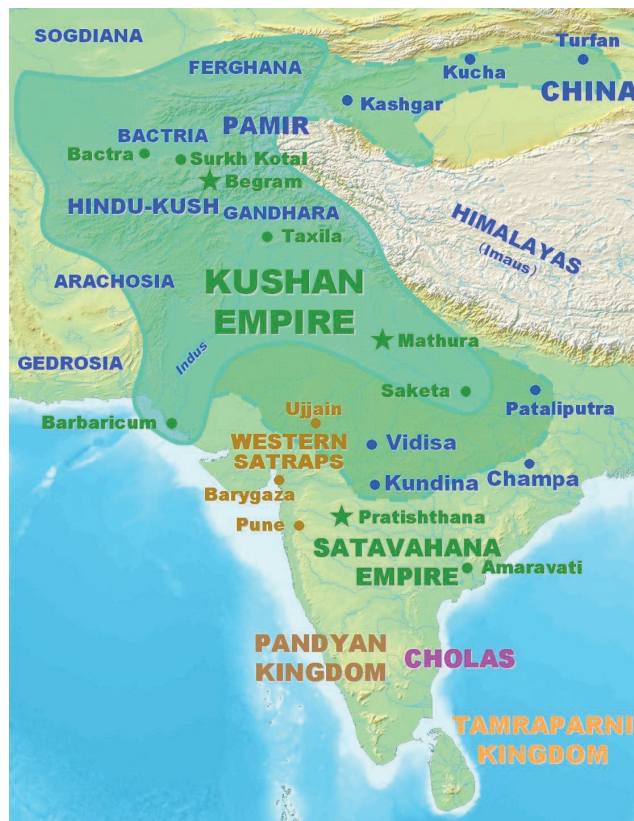 SOGDIANA
Turfan
FERGHANA
Kucha
CHINA
Kashgar
PAMIR
BACTRIA
Bactra
Surkh Kotal
Begram
HINDU-KUSH
GANDHARA
Taxila
HIMALAYAS
(Imaus)
ARACHOSIA
KUSHAN
EMPIRE
Mathura
Indus
GEDROSIA
Saketa
Pataliputra
Barbaricum
Ujjain
WESTERN
SATRAPS
Vidisa
Barygaza
Kundina
Champa
Pratishthana
Pune
SATAVAHANA
EMPIRE
Amaravati
PANDYAN
KINGDOM
CHOLAS
TAMRAPARNI
KINGDOM